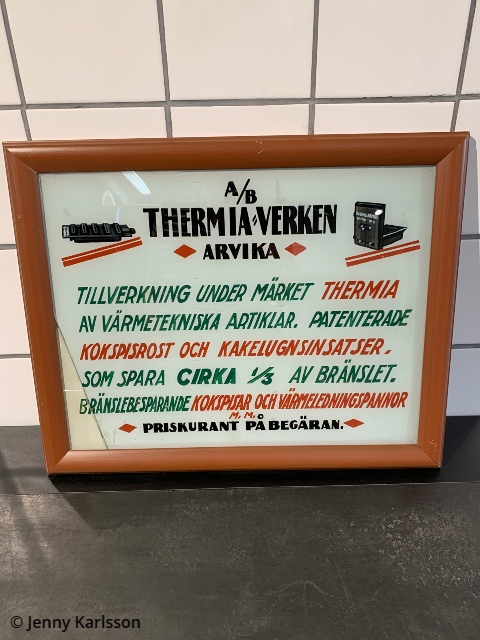 A/B
THERMIA-VERKEN
ARVIKA
TILLVERKNING UNDER MÄRKET THERMIA
AV VÄRMETEKNISKA ARTIKLAR. PATENTERADE
KOKSPISROST OCH KAKELUGNSINSATSER.
SOM SPARA CIRKA 1/3 AV BRÄNSLET.
BRÄNSLEBESPARANDE KOKSPISAR OCH VÄRMELEDNINGSPANNOR
M.M.
PRISKURANT PÅ BEGÄRAN.
© Jenny Karlsson